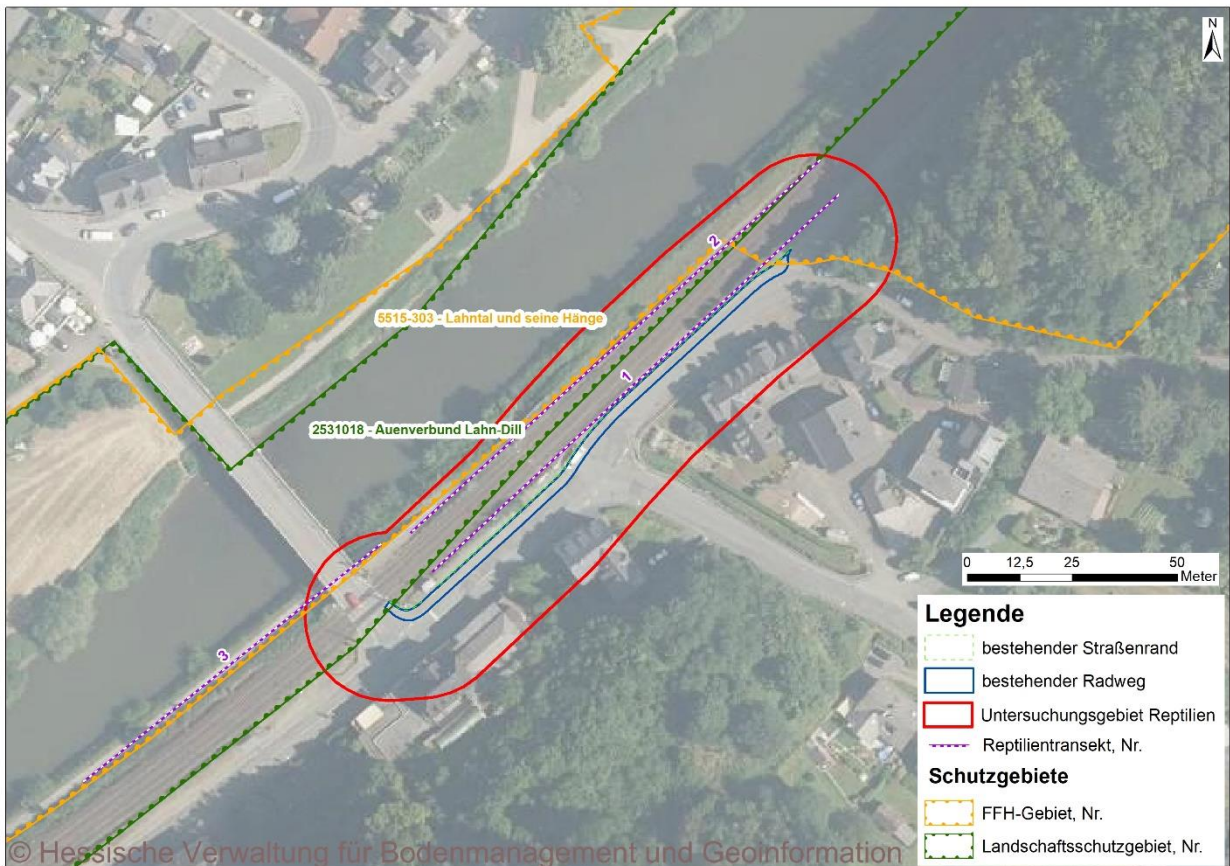 N
2
5515-303 - Lahntal und seine Hänge
1
2531018 - Auenverbund Lahn-Dill
3
0 12,5 25 50
Meter
Legende
bestehender Straßenrand
bestehender Radweg
Untersuchungsgebiet Reptilien
Reptilientransekt, Nr.
Schutzgebiete
FFH-Gebiet, Nr.
Landschaftsschutzgebiet, Nr.
© Hessische Verwaltung für Bodenmanagement und Geoinformation